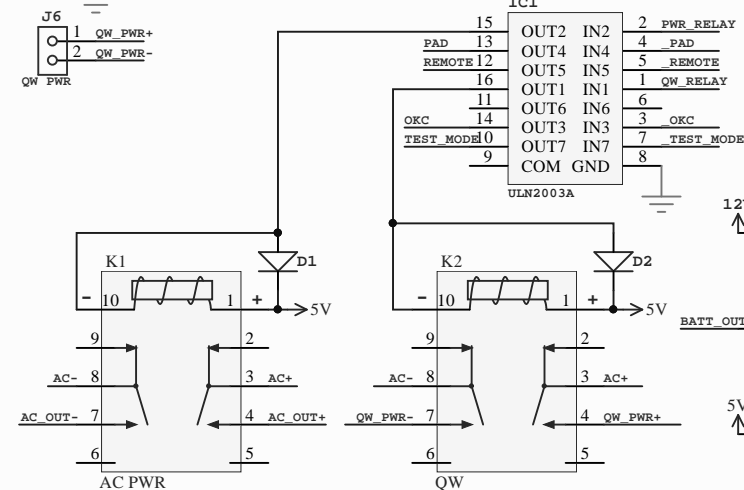 IC1
J6
1 QW_PWR+
2 QW_PWR-
QW PWR
15 OUT2 IN2 2 PWR_RELAY
PAD 13 OUT4 IN4 4 _PAD
REMOTE 12 OUT5 IN5 5 _REMOTE
16 OUT1 IN1 1 QW_RELAY
11 OUT6 IN6 6
OKC 14 OUT3 IN3 3 _OKC
TEST_MODE 10 OUT7 IN7 7 _TEST_MODE
9 COM GND 8
ULN2003A
K1 D1
- 10 1 + 5V
9 2
AC- 8 3 AC+
AC_OUT- 7 4 AC_OUT+
6 5
AC PWR
K2 D2
- 10 1 + 5V
9 2
AC- 8 3 AC+
QW_PWR- 7 4 QW_PWR+
6 5
QW
BATT_OUT
5V